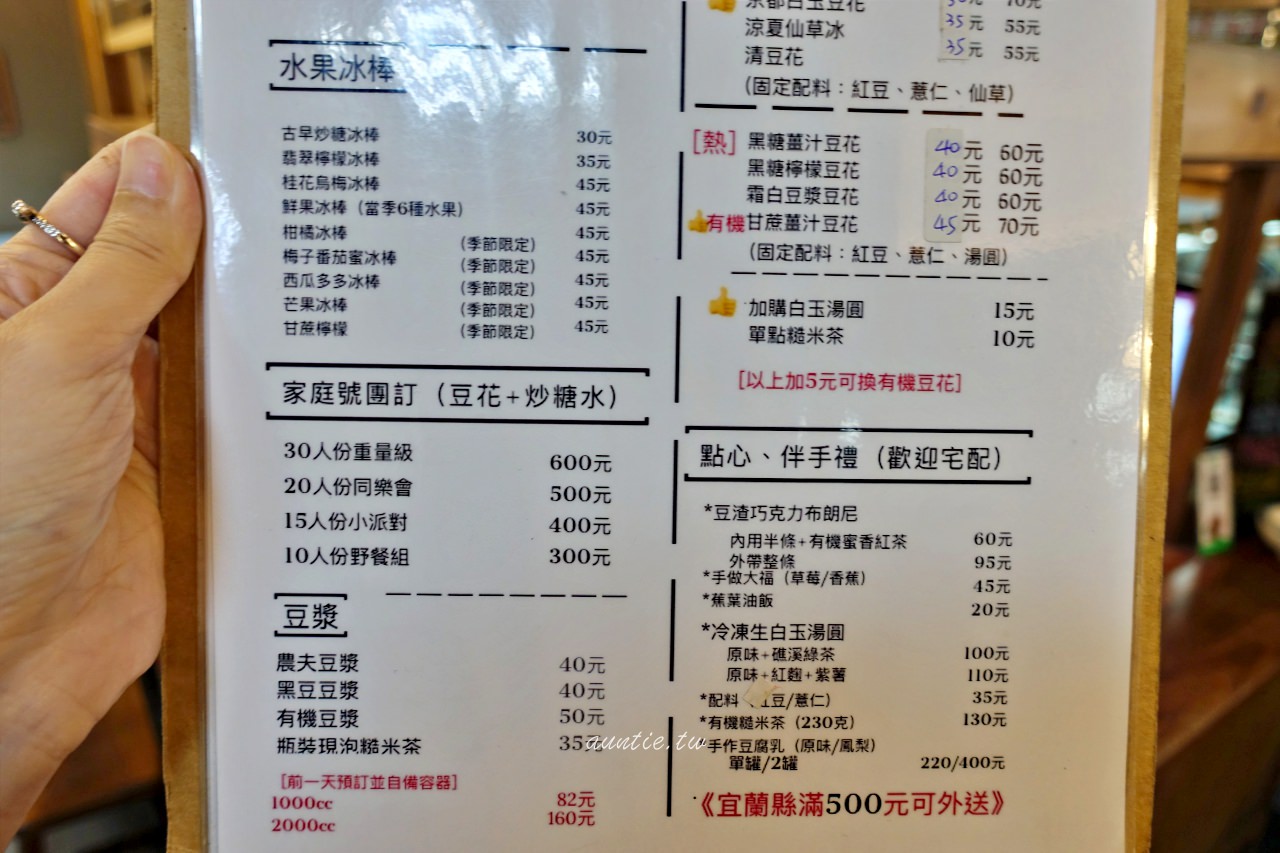 水果冰棒
古早炒糖冰棒 30元
翡翠檸檬冰棒 35元
桂花烏梅冰棒 45元
鮮果冰棒（當季6種水果） 45元
柑橘冰棒 (季節限定) 45元
梅子番茄蜜冰棒 (季節限定) 45元
西瓜多多冰棒 (季節限定) 45元
芒果冰棒 (季節限定) 45元
甘蔗檸檬 (季節限定) 45元
家庭號團訂（豆花+炒糖水）
30人份重量級 600元
20人份同樂會 500元
15人份小派對 400元
10人份野餐組 300元
豆漿
農夫豆漿 40元
黑豆豆漿 40元
有機豆漿 50元
瓶裝現泡糙米茶 35元
[前一天預訂並自備容器]
1000cc 82元
2000cc 160元
京都白玉豆花 70元
涼夏仙草冰 35元 55元
清豆花 35元 55元
（固定配料：紅豆、薏仁、仙草）
[熱] 黑糖薑汁豆花 40元 60元
黑糖檸檬豆花 40元 60元
霜白豆漿豆花 40元 60元
有機甘蔗薑汁豆花 45元 70元
（固定配料：紅豆、薏仁、湯圓）
加購白玉湯圓 15元
單點糙米茶 10元
[以上加5元可換有機豆花]
點心、伴手禮（歡迎宅配）
*豆渣巧克力布朗尼
內用半條+有機蜜香紅茶 60元
外帶整條 95元
*手做大福（草莓/香蕉） 45元
*蕉葉油飯 20元
*冷凍生白玉湯圓
原味+礁溪綠茶 100元
原味+紅麴+紫薯 110元
*配料（豆/薏仁） 35元
*有機糙米茶（230克） 130元
*手作豆腐乳（原味/鳳梨）
單罐/2罐 220/400元
《宜蘭縣滿500元可外送》
auntie.tw